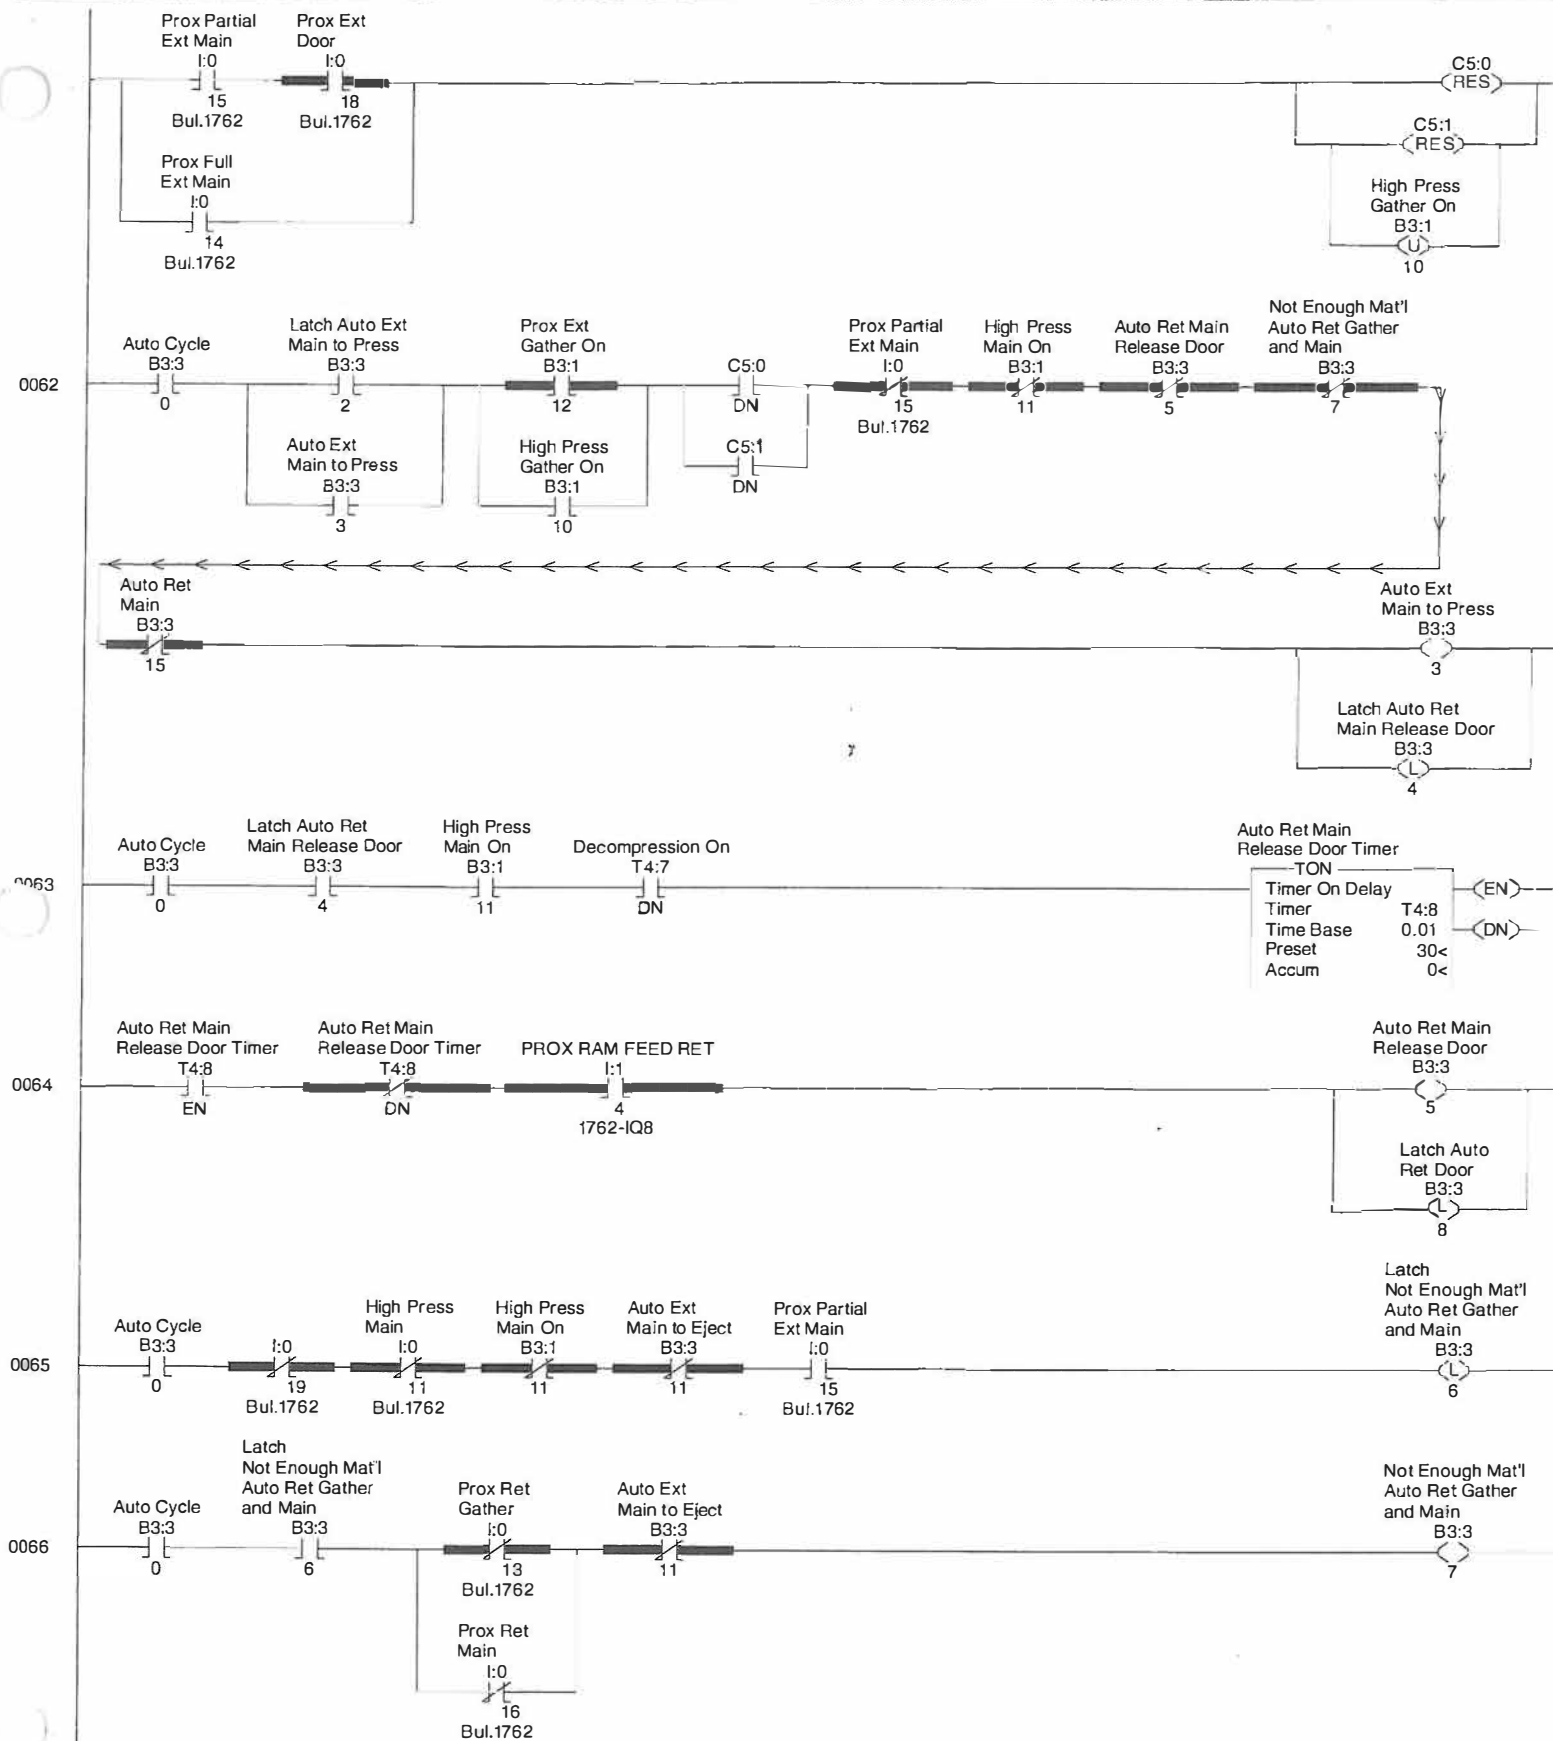 Prox Partial Prox Ext
Ext Main Door
I:0 I:0
15 18
Bul.1762 Bul.1762
C5:0
RES
C5:1
RES
Prox Full
Ext Main
I:0
14
Bul.1762
High Press
Gather On
B3:1
U
10
0062
Auto Cycle
B3:3
0
Latch Auto Ext
Main to Press
B3:3
2
Auto Ext
Main to Press
B3:3
3
Prox Ext
Gather On
B3:1
12
High Press
Gather On
B3:1
10
C5:0
DN
C5:1
DN
Prox Partial
Ext Main
I:0
15
Bul.1762
High Press
Main On
B3:1
11
Auto Ret Main
Release Door
B3:3
5
Not Enough Mat'l
Auto Ret Gather
and Main
B3:3
7
Auto Ret
Main
B3:3
15
Auto Ext
Main to Press
B3:3
3
Latch Auto Ret
Main Release Door
B3:3
L
4
0063
Auto Cycle
B3:3
0
Latch Auto Ret
Main Release Door
B3:3
4
High Press
Main On
B3:1
11
Decompression On
T4:7
DN
Auto Ret Main
Release Door Timer
TON
Timer On Delay
Timer T4:8
Time Base 0.01
Preset 30<
Accum 0<
EN
DN
0064
Auto Ret Main
Release Door Timer
T4:8
EN
Auto Ret Main
Release Door Timer
T4:8
DN
PROX RAM FEED RET
I:1
4
1762-IQ8
Auto Ret Main
Release Door
B3:3
5
Latch Auto
Ret Door
B3:3
L
8
0065
Auto Cycle
B3:3
0
I:0
19
Bul.1762
High Press
Main
I:0
11
Bul.1762
High Press
Main On
B3:1
11
Auto Ext
Main to Eject
B3:3
11
Prox Partial
Ext Main
I:0
15
Bul.1762
Latch
Not Enough Mat'l
Auto Ret Gather
and Main
B3:3
L
6
0066
Auto Cycle
B3:3
0
Latch
Not Enough Mat'l
Auto Ret Gather
and Main
B3:3
6
Prox Ret
Gather
I:0
13
Bul.1762
Prox Ret
Main
I:0
16
Bul.1762
Auto Ext
Main to Eject
B3:3
11
Not Enough Mat'l
Auto Ret Gather
and Main
B3:3
7